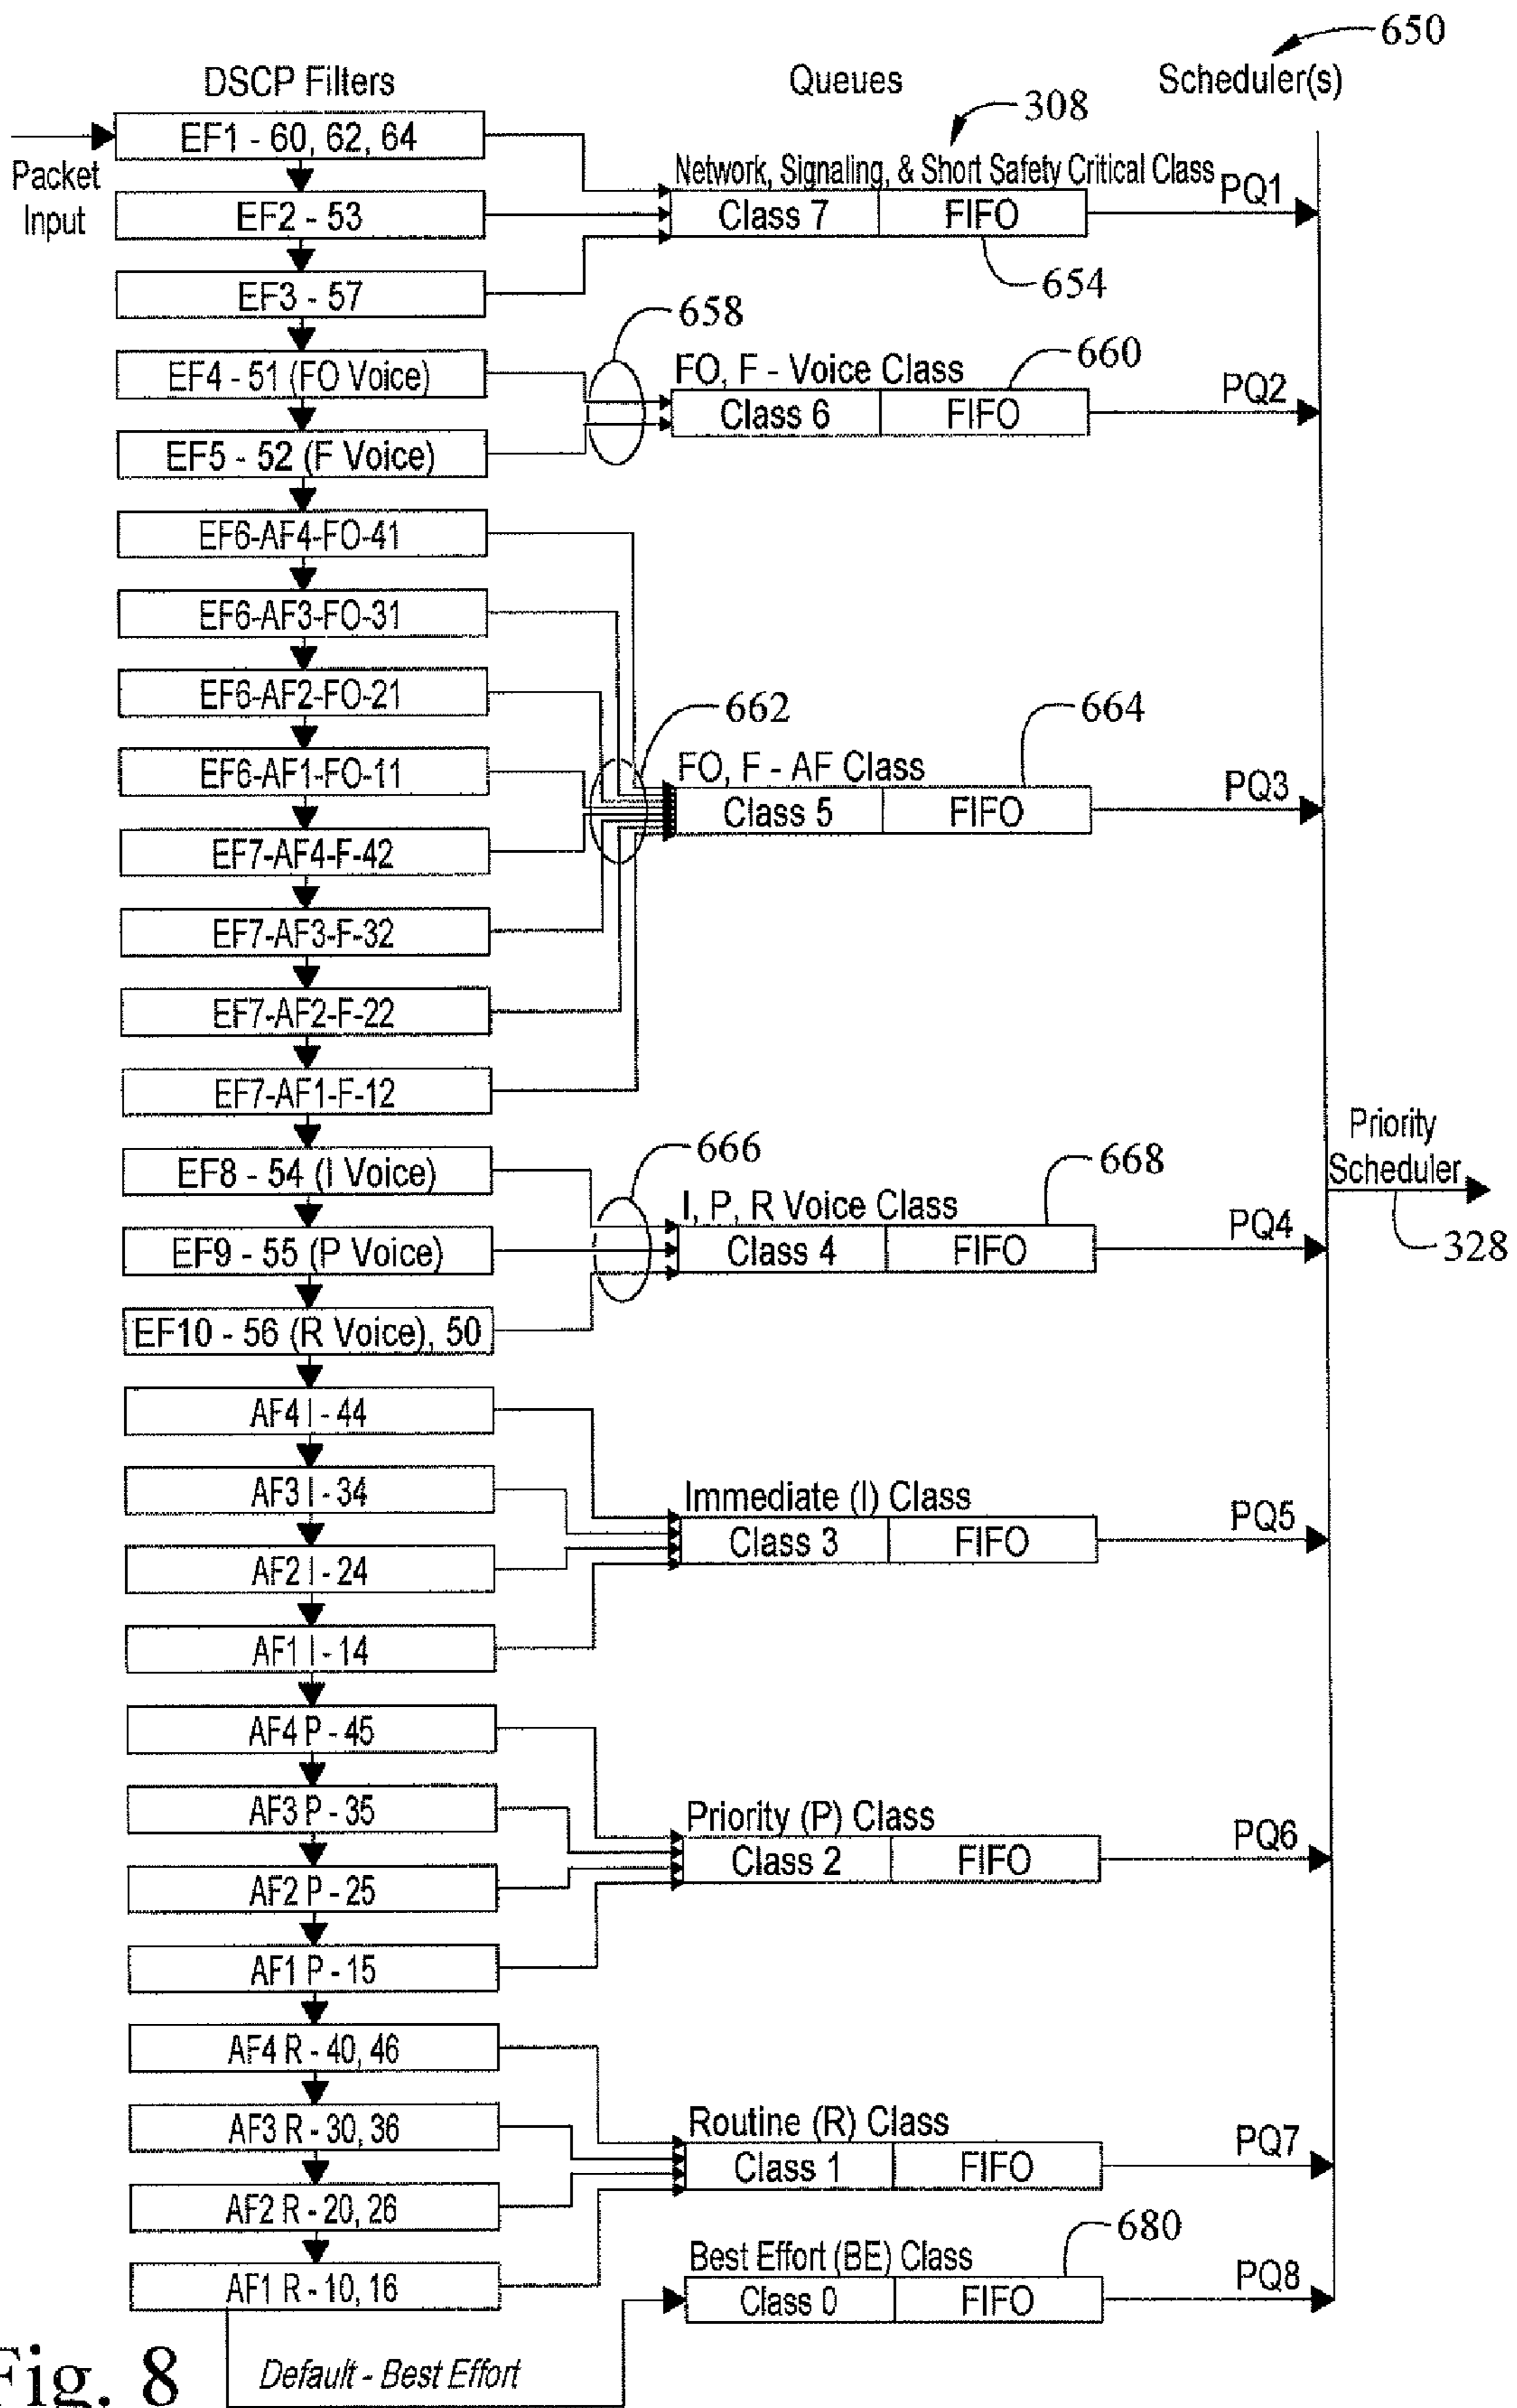 650
DSCP Filters
Queues
Scheduler(s)
308
Packet
Input
EF1 - 60, 62, 64
Network, Signaling, & Short Safety Critical Class
PQ1
EF2 - 53
Class 7
FIFO
654
EF3 - 57
658
EF4 - 51 (FO Voice)
FO, F - Voice Class
660
PQ2
Class 6
FIFO
EF5 - 52 (F Voice)
EF6-AF4-FO-41
EF6-AF3-FO-31
EF6-AF2-FO-21
662
664
EF6-AF1-FO-11
FO, F - AF Class
PQ3
Class 5
FIFO
EF7-AF4-F-42
EF7-AF3-F-32
EF7-AF2-F-22
EF7-AF1-F-12
Priority
Scheduler
328
EF8 - 54 (I Voice)
666
668
I, P, R Voice Class
PQ4
EF9 - 55 (P Voice)
Class 4
FIFO
EF10 - 56 (R Voice), 50
AF4 I - 44
AF3 I - 34
Immediate (I) Class
PQ5
Class 3
FIFO
AF2 I - 24
AF1 I - 14
AF4 P - 45
AF3 P - 35
Priority (P) Class
PQ6
Class 2
FIFO
AF2 P - 25
AF1 P - 15
AF4 R - 40, 46
AF3 R - 30, 36
Routine (R) Class
PQ7
Class 1
FIFO
AF2 R - 20, 26
680
Best Effort (BE) Class
PQ8
AF1 R - 10, 16
Class 0
FIFO
Default - Best Effort
Fig. 8